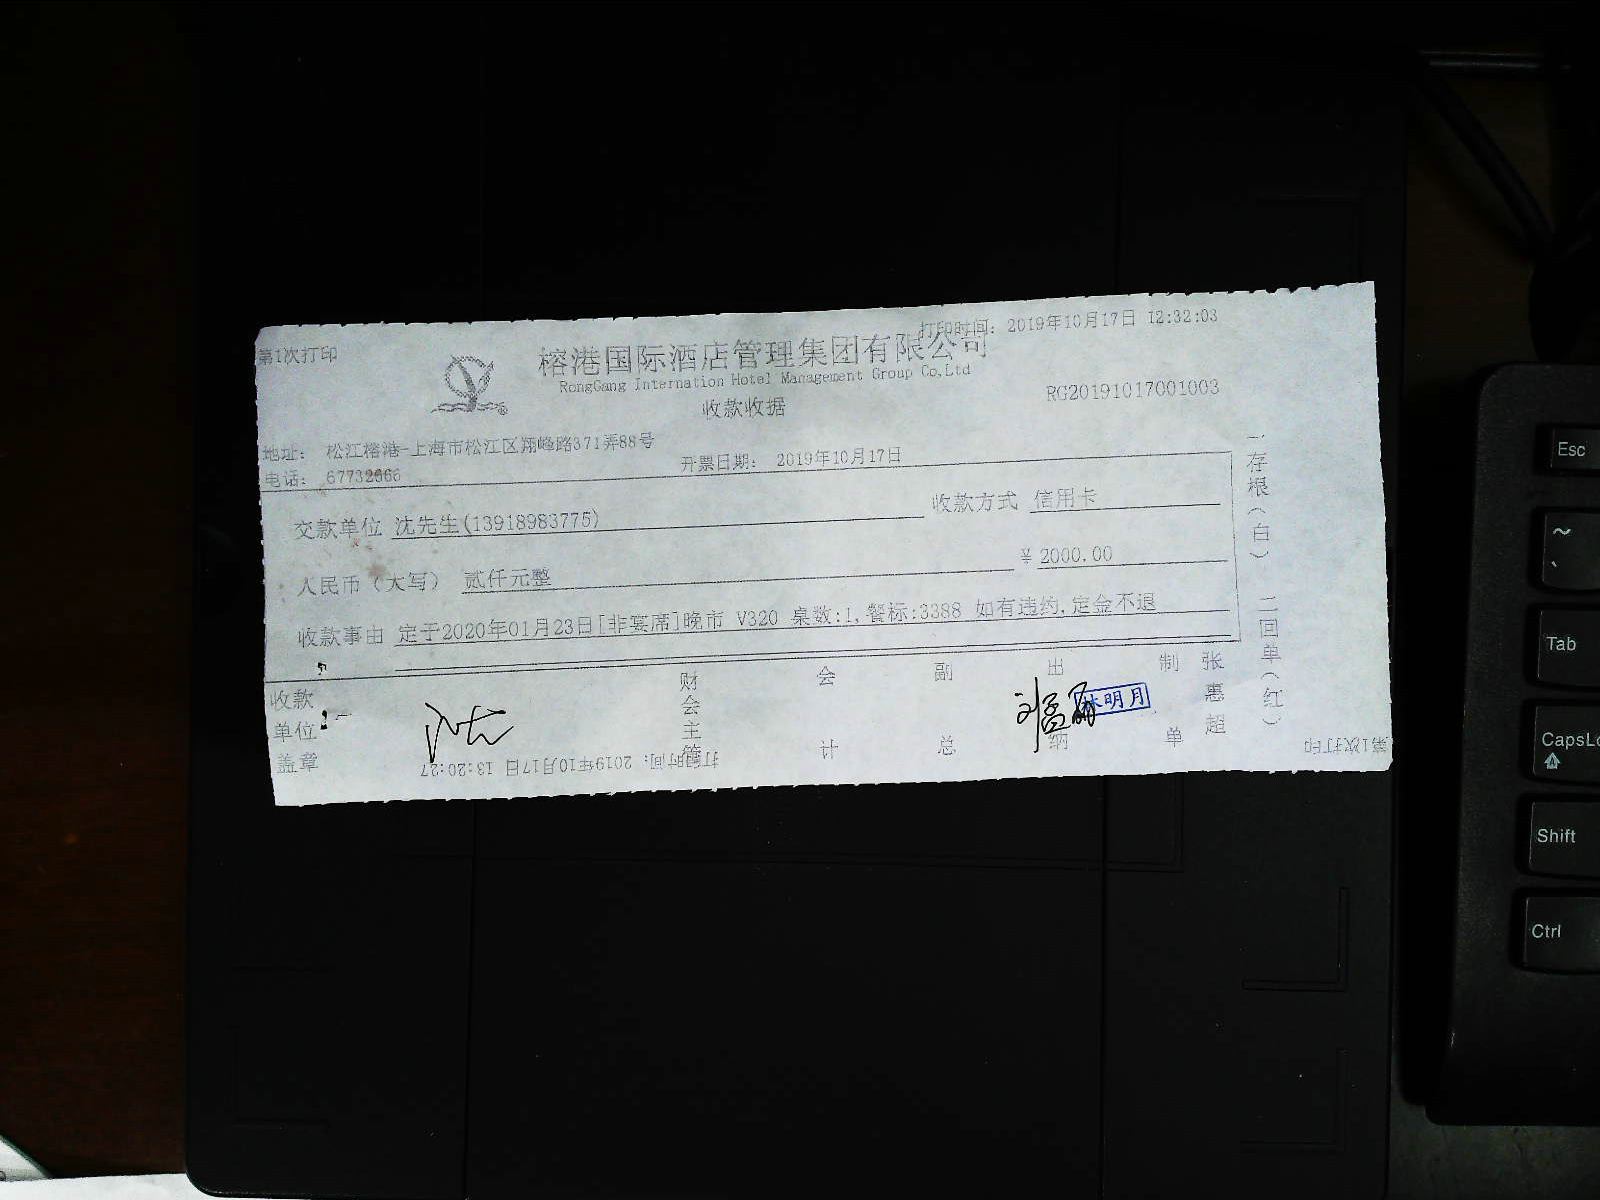 第1次打印
打印时间: 2019年10月17日 12:32:03
榕港国际酒店管理集团有限公司
RongGang Internation Hotel Management Group Co,Ltd
收款收据
RG20191017001003
地址: 松江榕港-上海市松江区翔峰路371弄88号
电话: 67732666
开票日期: 2019年10月17日
交款单位 沈先生(13918983775)
收款方式 信用卡
人民币（大写） 贰仟元整
¥ 2000.00
收款事由 定于2020年01月23日[非宴席]晚市 V320 桌数:1,餐标:3388 如有违约,定金不退
收款单位盖章
财会主管
会计
副总
出纳
林明月
制单
张惠超
一存根（白） 二回单（红）
打印时间: 2019年10月17日 13:20:27
第1次打印
Esc
~
、
Tab
CapsLo
Shift
Ctrl